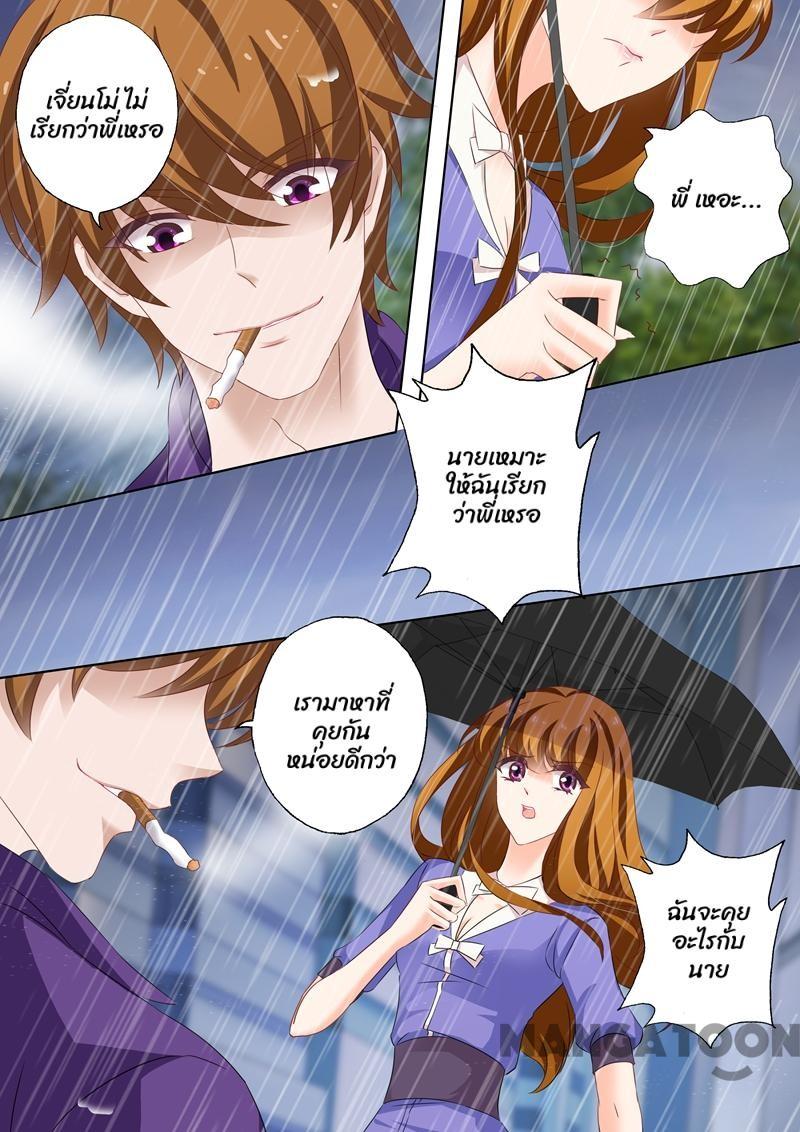 เจี่ยนโม่ ไม่
เรียกว่าพี่เหรอ
พี่ เหอะ...
นายเหมาะ
ให้ฉันเรียก
ว่าพี่เหรอ
เรามาหาที่
คุยกัน
หน่อยดีกว่า
ฉันจะคุย
อะไรกับ
นาย
MANGATOON